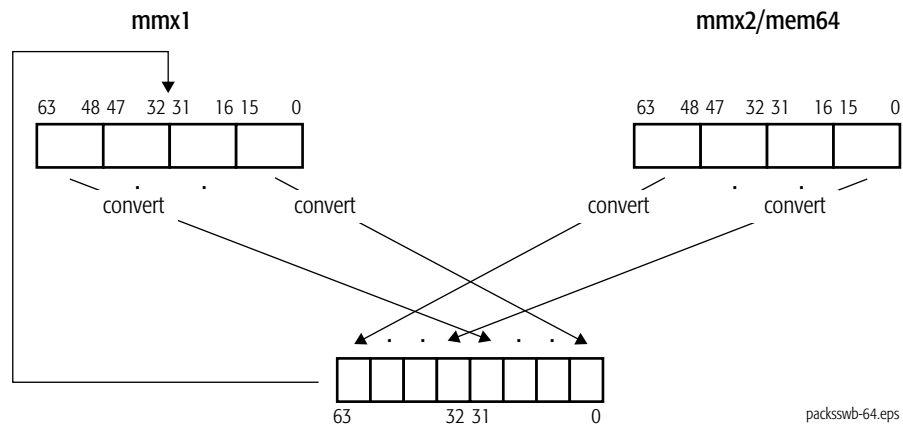 mmx1 mmx2/mem64
63 48 47 32 31 16 15 0 63 48 47 32 31 16 15 0
. . . .
convert convert convert convert
. . . . . .
63 32 31 0
packsswb-64.eps